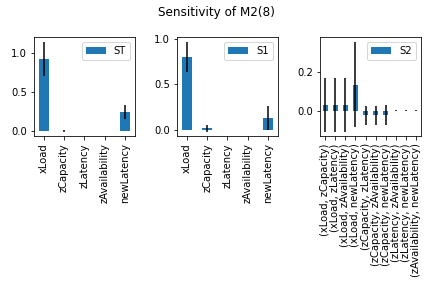 Sensitivity of M2(8)
ST
1.0
0.5
0.0
xLoad
zCapacity
zLatency
zAvailability
newLatency
S1
1.0
0.5
0.0
xLoad
zCapacity
zLatency
zAvailability
newLatency
S2
0.2
0.0
(xLoad, zCapacity)
(xLoad, zLatency)
(xLoad, zAvailability)
(xLoad, newLatency)
(zCapacity, zLatency)
(zCapacity, zAvailability)
(zCapacity, newLatency)
(zLatency, zAvailability)
(zLatency, newLatency)
(zAvailability, newLatency)